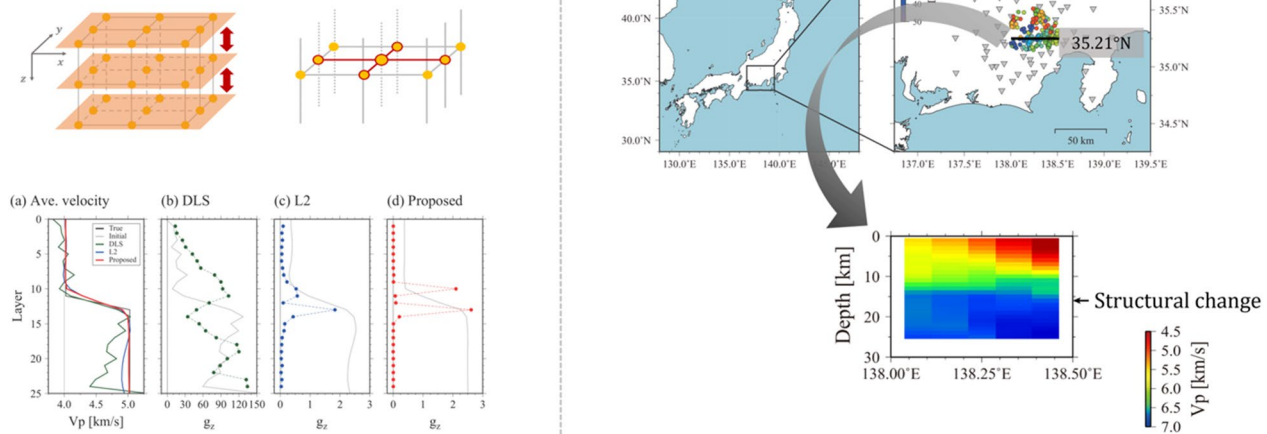 y
x
z
(a) Ave. velocity
(b) DLS
(c) L2
(d) Proposed
True
Initial
DLS
L2
Proposed
Layer
0
5
10
15
20
25
4.0 4.5 5.0
Vp [km/s]
0 30 60 90 120 150
gz
0 1 2 3
gz
0 1 2 3
gz
40.0°N
35.0°N
30.0°N
130.0°E 135.0°E 140.0°E
30
35.21°N
35.5°N
35.0°N
34.5°N
50 km
137.0°E 137.5°E 138.0°E 138.5°E 139.0°E 139.5°E
Depth [km]
0
10
20
30
138.00°E 138.25°E 138.50°E
Structural change
Vp [km/s]
4.5
5.0
5.5
6.0
6.5
7.0